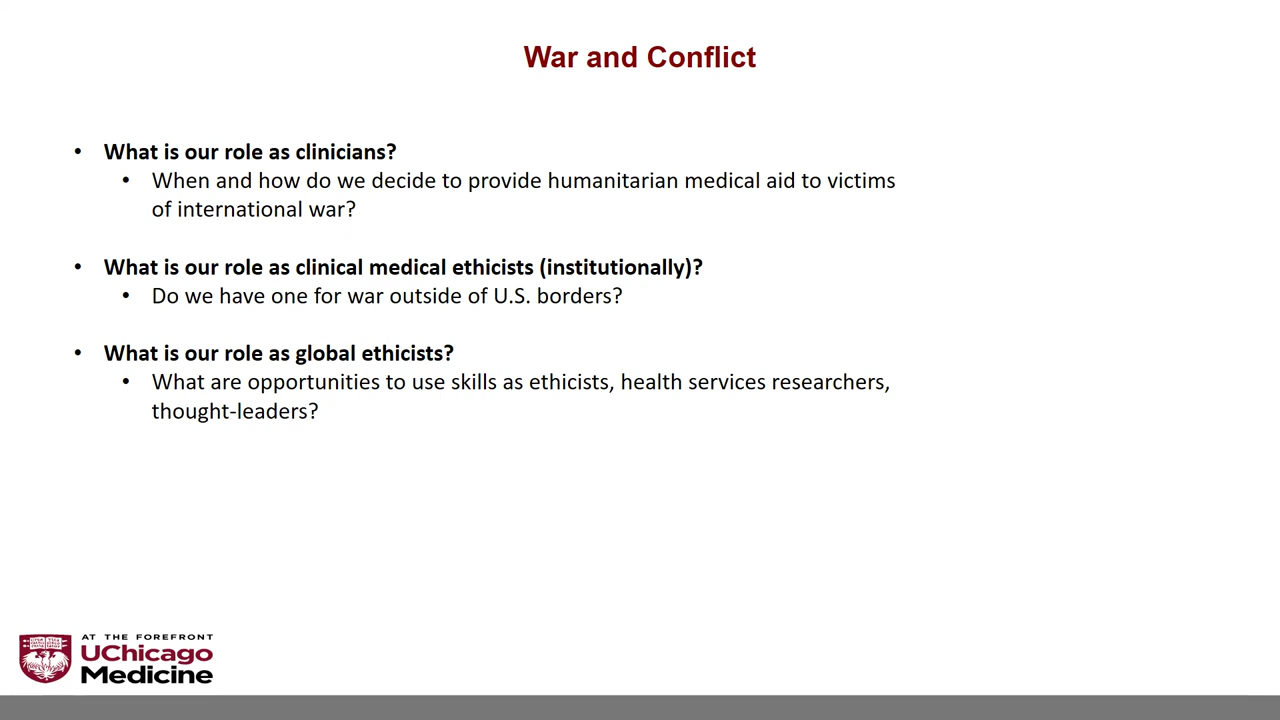 War and Conflict
• What is our role as clinicians?
• When and how do we decide to provide humanitarian medical aid to victims
of international war?
• What is our role as clinical medical ethicists (institutionally)?
• Do we have one for war outside of U.S. borders?
• What is our role as global ethicists?
• What are opportunities to use skills as ethicists, health services researchers,
thought-leaders?
AT THE FOREFRONT
UChicago
Medicine